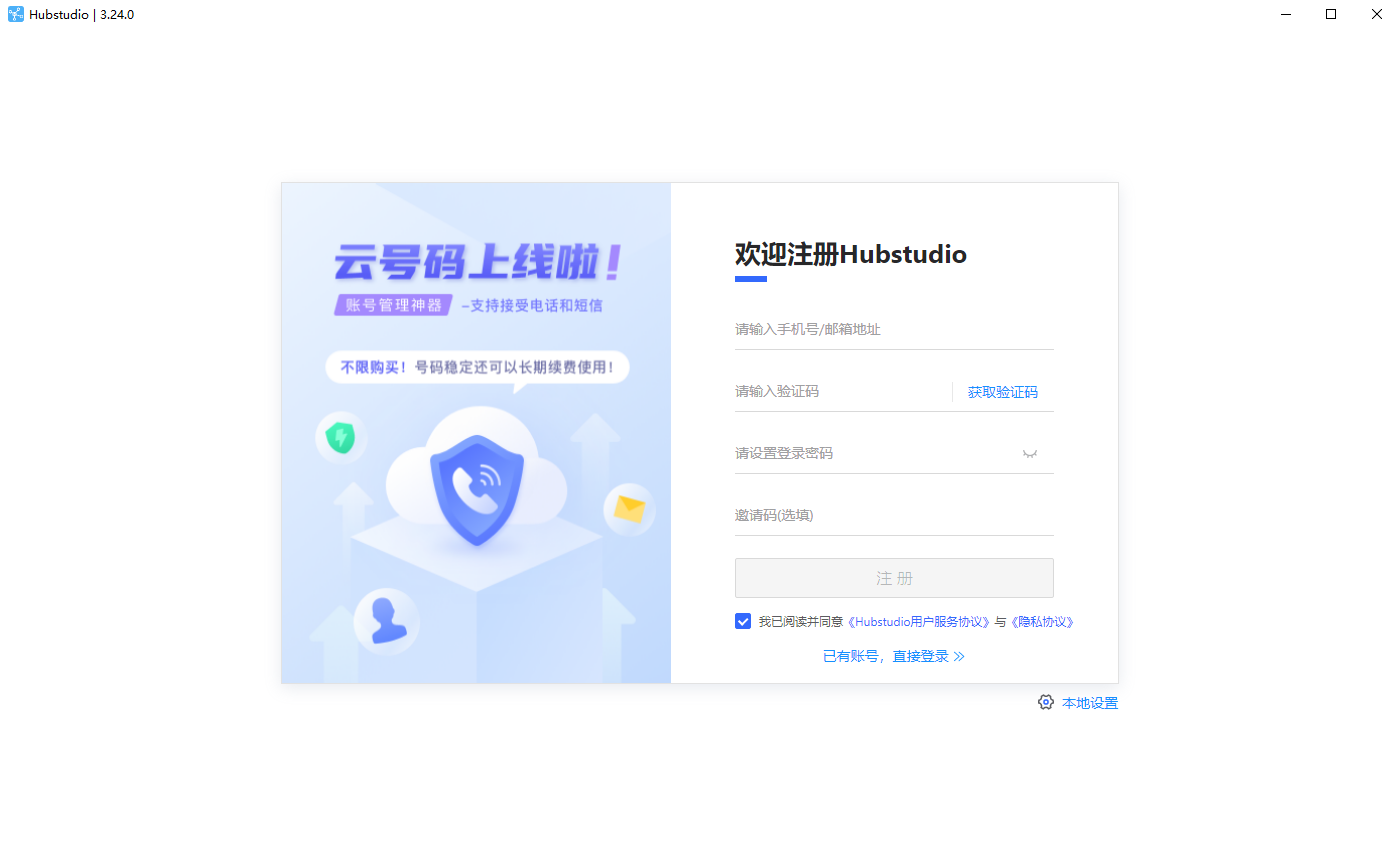 Hubstudio | 3.24.0
云号码上线啦！
账号管理神器 –支持接受电话和短信
不限购买！号码稳定还可以长期续费使用！
欢迎注册Hubstudio
请输入手机号/邮箱地址
请输入验证码 获取验证码
请设置登录密码
邀请码(选填)
注 册
我已阅读并同意《Hubstudio用户服务协议》与《隐私协议》
已有账号，直接登录 >>
本地设置